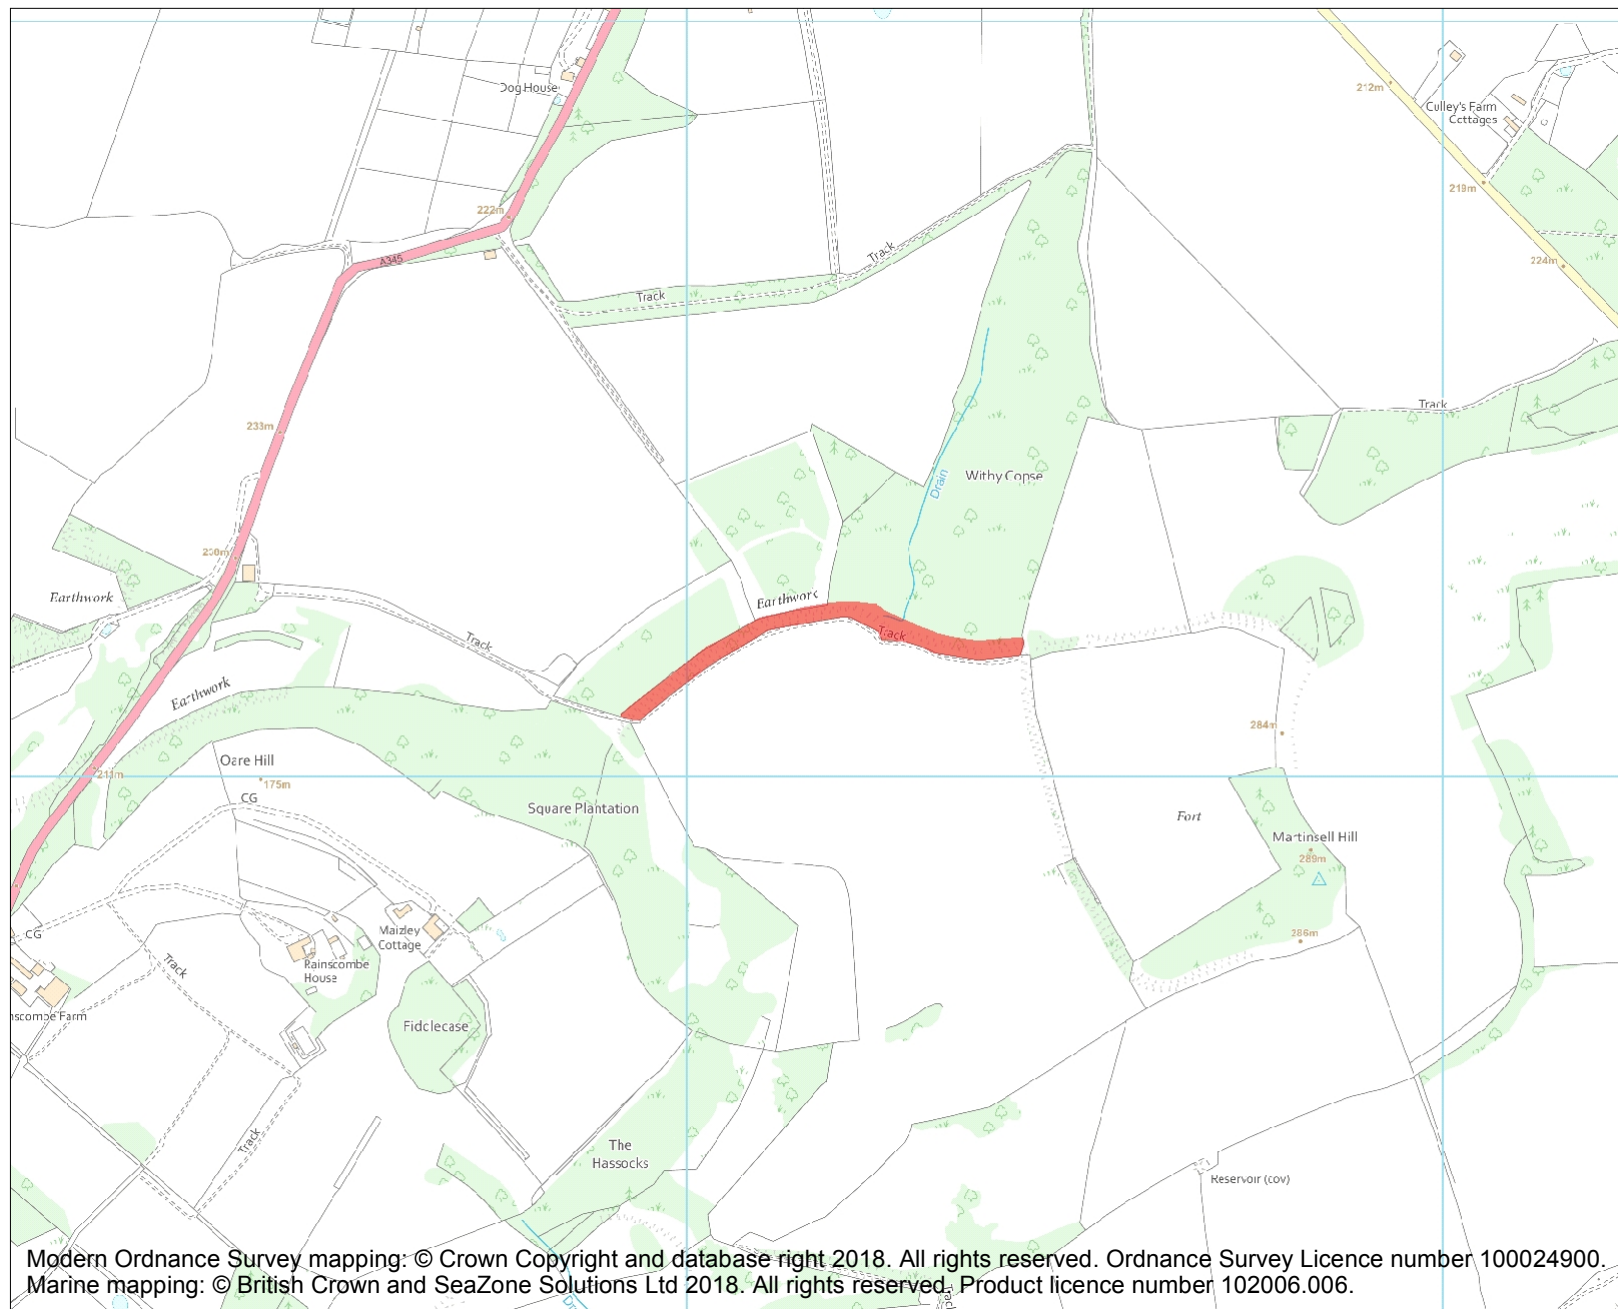 Dog House
212m
Culley's Farm
Cottages
219m
222m
A345
Track
Track
224m
233m
Track
Withy Copse
Drain
230m
Earthwork
Earthwork
Track
Track
Earthwork
284m
Oare Hill
211m
175m
CG
Square Plantation
Fort
Martinsell Hill
289m
CG
Maizley
Cottage
286m
Rainscombe
House
Track
nscombe Farm
Fidclecase
Track
The
Hassocks
Reservoir (cov)
Modern Ordnance Survey mapping: © Crown Copyright and database right 2018. All rights reserved. Ordnance Survey Licence number 100024900.
Marine mapping: © British Crown and SeaZone Solutions Ltd 2018. All rights reserved. Product licence number 102006.006.